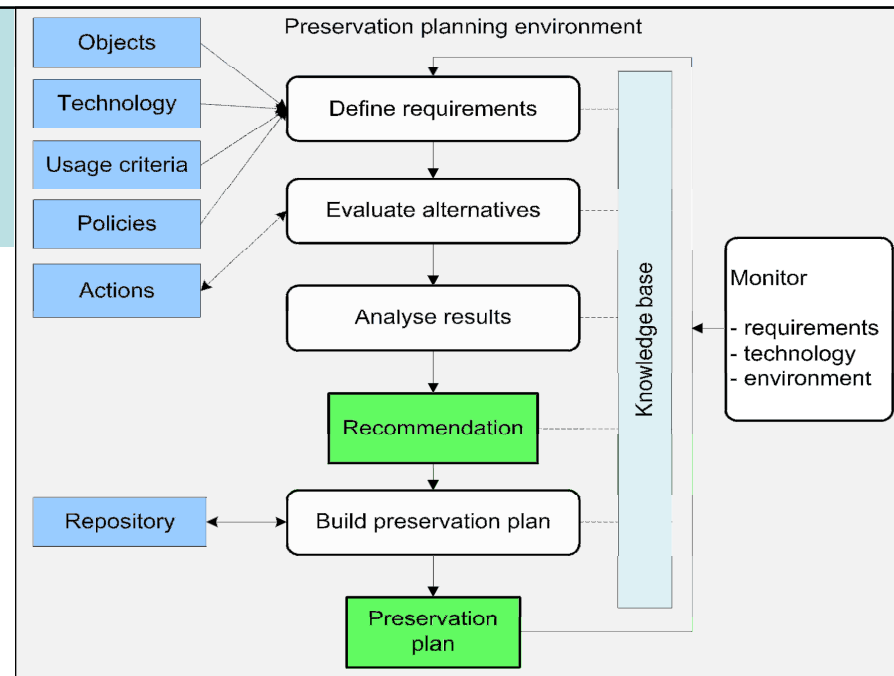 Preservation planning environment
Objects
Technology
Usage criteria
Policies
Actions
Repository
Define requirements
Evaluate alternatives
Analyse results
Recommendation
Build preservation plan
Preservation
plan
Knowledge base
Monitor
- requirements
- technology
- environment